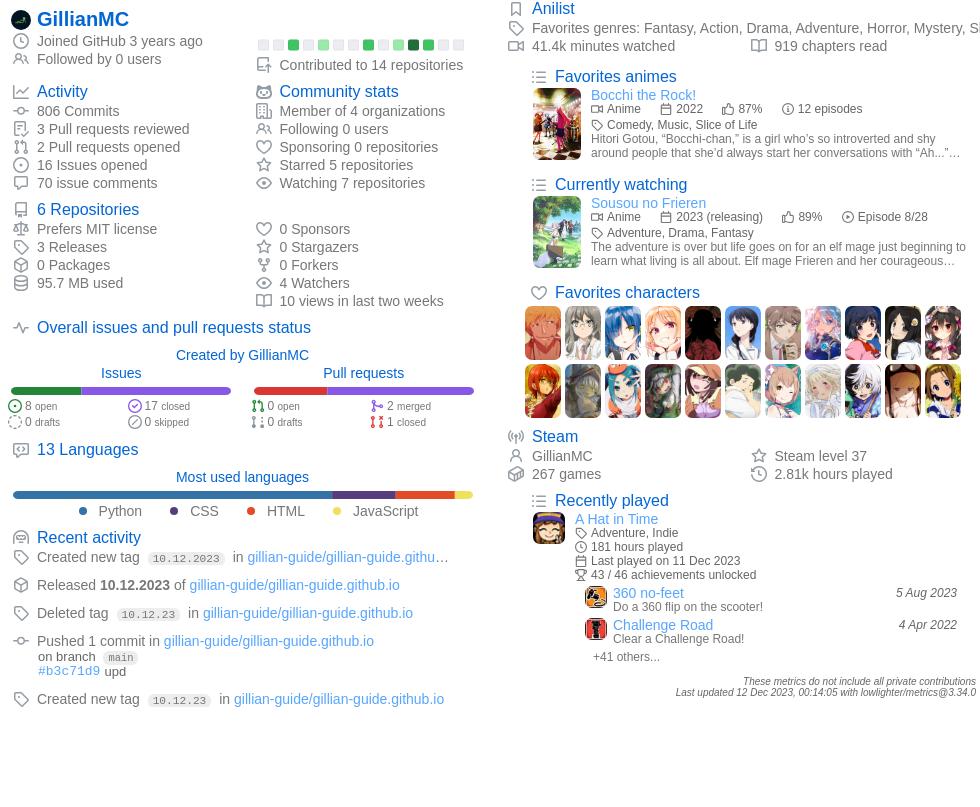 GillianMC
Joined GitHub 3 years ago
Followed by 0 users
Contributed to 14 repositories
Activity
806 Commits
3 Pull requests reviewed
2 Pull requests opened
16 Issues opened
70 issue comments
Community stats
Member of 4 organizations
Following 0 users
Sponsoring 0 repositories
Starred 5 repositories
Watching 7 repositories
6 Repositories
Prefers MIT license
3 Releases
0 Packages
95.7 MB used
0 Sponsors
0 Stargazers
0 Forkers
4 Watchers
10 views in last two weeks
Overall issues and pull requests status
Created by GillianMC
Issues
8 open
17 closed
0 drafts
0 skipped
Pull requests
0 open
2 merged
0 drafts
1 closed
13 Languages
Most used languages
Python CSS HTML JavaScript
Recent activity
Created new tag 10.12.2023 in gillian-guide/gillian-guide.githu…
Released 10.12.2023 of gillian-guide/gillian-guide.github.io
Deleted tag 10.12.23 in gillian-guide/gillian-guide.github.io
Pushed 1 commit in gillian-guide/gillian-guide.github.io
on branch main
#b3c71d9 upd
Created new tag 10.12.23 in gillian-guide/gillian-guide.github.io
Anilist
Favorites genres: Fantasy, Action, Drama, Adventure, Horror, Mystery, Sl
41.4k minutes watched
919 chapters read
Favorites animes
Bocchi the Rock!
Anime 2022 87% 12 episodes
Comedy, Music, Slice of Life
Hitori Gotou, “Bocchi-chan,” is a girl who’s so introverted and shy
around people that she’d always start her conversations with “Ah...”…
Currently watching
Sousou no Frieren
Anime 2023 (releasing) 89% Episode 8/28
Adventure, Drama, Fantasy
The adventure is over but life goes on for an elf mage just beginning to
learn what living is all about. Elf mage Frieren and her courageous…
Favorites characters
Steam
GillianMC
Steam level 37
267 games
2.81k hours played
Recently played
A Hat in Time
Adventure, Indie
181 hours played
Last played on 11 Dec 2023
43 / 46 achievements unlocked
360 no-feet 5 Aug 2023
Do a 360 flip on the scooter!
Challenge Road 4 Apr 2022
Clear a Challenge Road!
+41 others...
These metrics do not include all private contributions
Last updated 12 Dec 2023, 00:14:05 with lowlighter/metrics@3.34.0